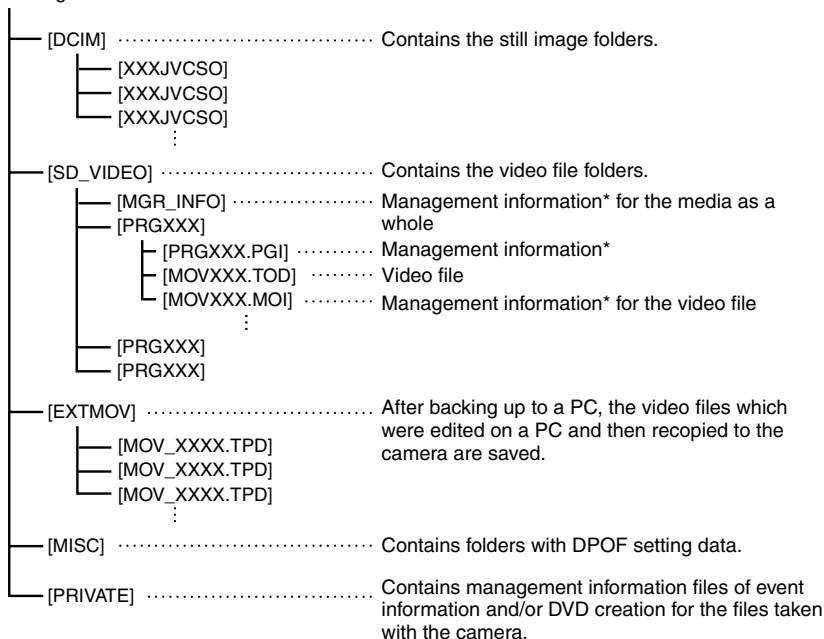 [DCIM] Contains the still image folders.
[XXXJVCSO]
[XXXJVCSO]
[XXXJVCSO]
[SD_VIDEO] Contains the video file folders.
[MGR_INFO] Management information* for the media as a whole
[PRGXXX]
[PRGXXX.PGI] Management information*
[MOVXXX.TOD] Video file
[MOVXXX.MOI] Management information* for the video file
[PRGXXX]
[PRGXXX]
[EXTMOV] After backing up to a PC, the video files which
were edited on a PC and then recopied to the
camera are saved.
[MOV_XXXX.TPD]
[MOV_XXXX.TPD]
[MOV_XXXX.TPD]
[MISC] Contains folders with DPOF setting data.
[PRIVATE] Contains management information files of event
information and/or DVD creation for the files taken
with the camera.